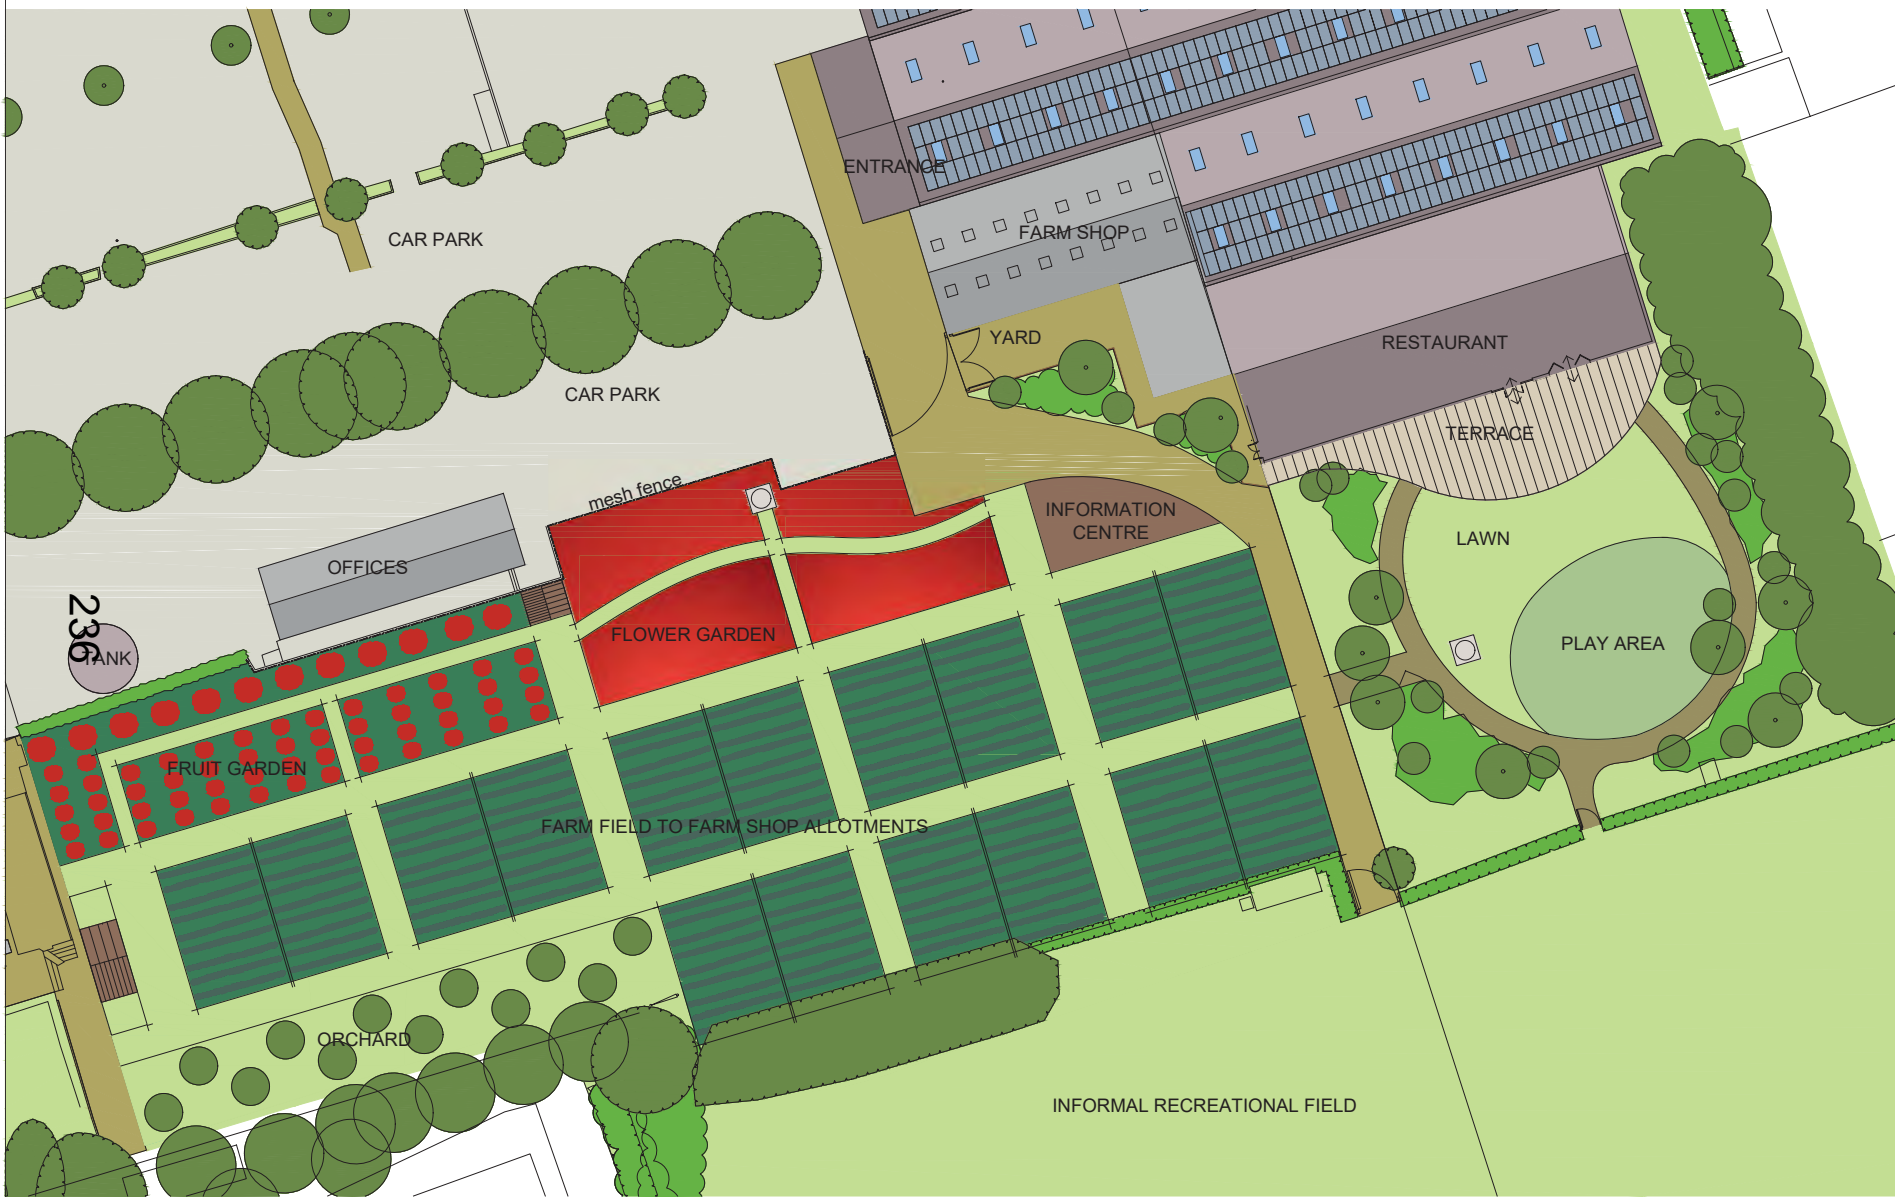 ENTRANCE
FARM SHOP
CAR PARK
YARD
RESTAURANT
CAR PARK
TERRACE
mesh fence
INFORMATION
CENTRE
LAWN
OFFICES
236
TANK
FLOWER GARDEN
PLAY AREA
FRUIT GARDEN
FARM FIELD TO FARM SHOP ALLOTMENTS
ORCHARD
INFORMAL RECREATIONAL FIELD